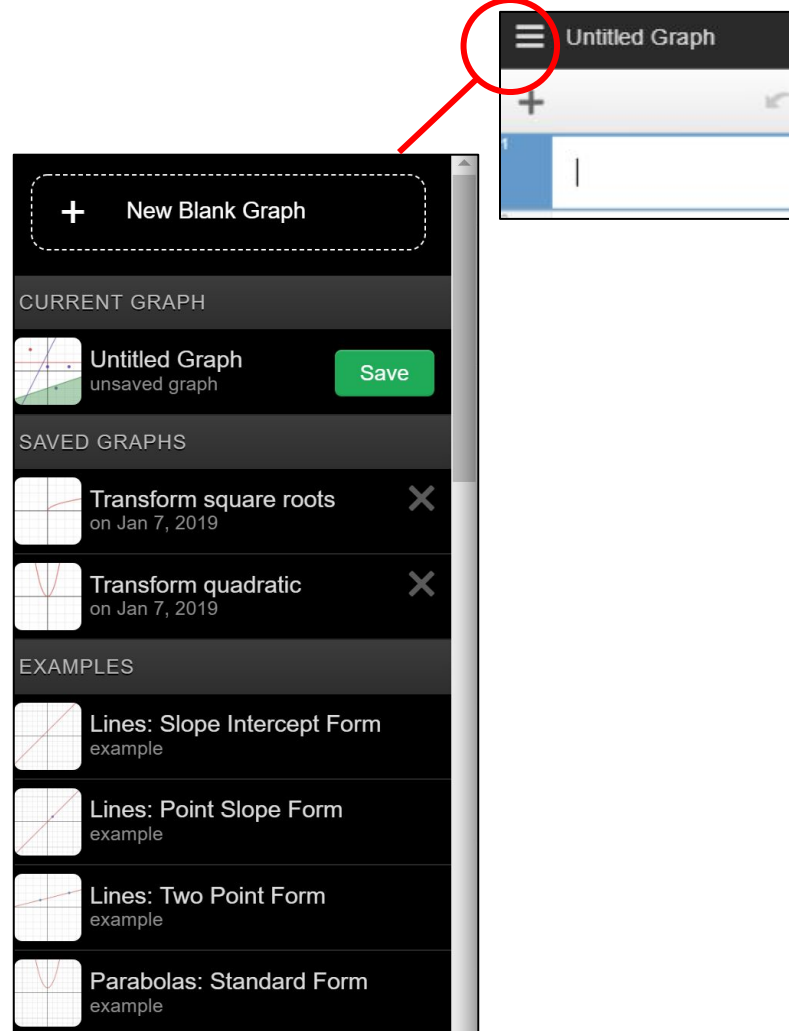 Untitled Graph
+
1
+ New Blank Graph
CURRENT GRAPH
Untitled Graph
unsaved graph
Save
SAVED GRAPHS
Transform square roots
on Jan 7, 2019
Transform quadratic
on Jan 7, 2019
EXAMPLES
Lines: Slope Intercept Form
example
Lines: Point Slope Form
example
Lines: Two Point Form
example
Parabolas: Standard Form
example